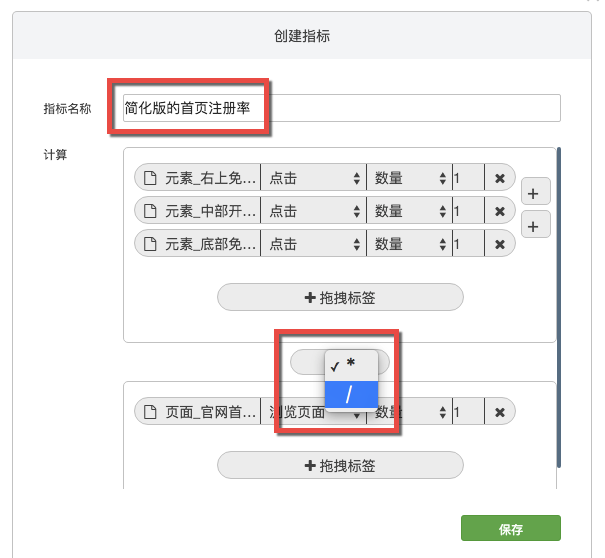 创建指标
指标名称 简化版的首页注册率
计算
元素_右上免... 点击 数量 1 ✖ +
元素_中部开... 点击 数量 1 ✖ +
元素_底部免... 点击 数量 1 ✖
✚ 拖拽标签
✓ *
/
页面_官网首... 浏览页面 数量 1 ✖
✚ 拖拽标签
保存